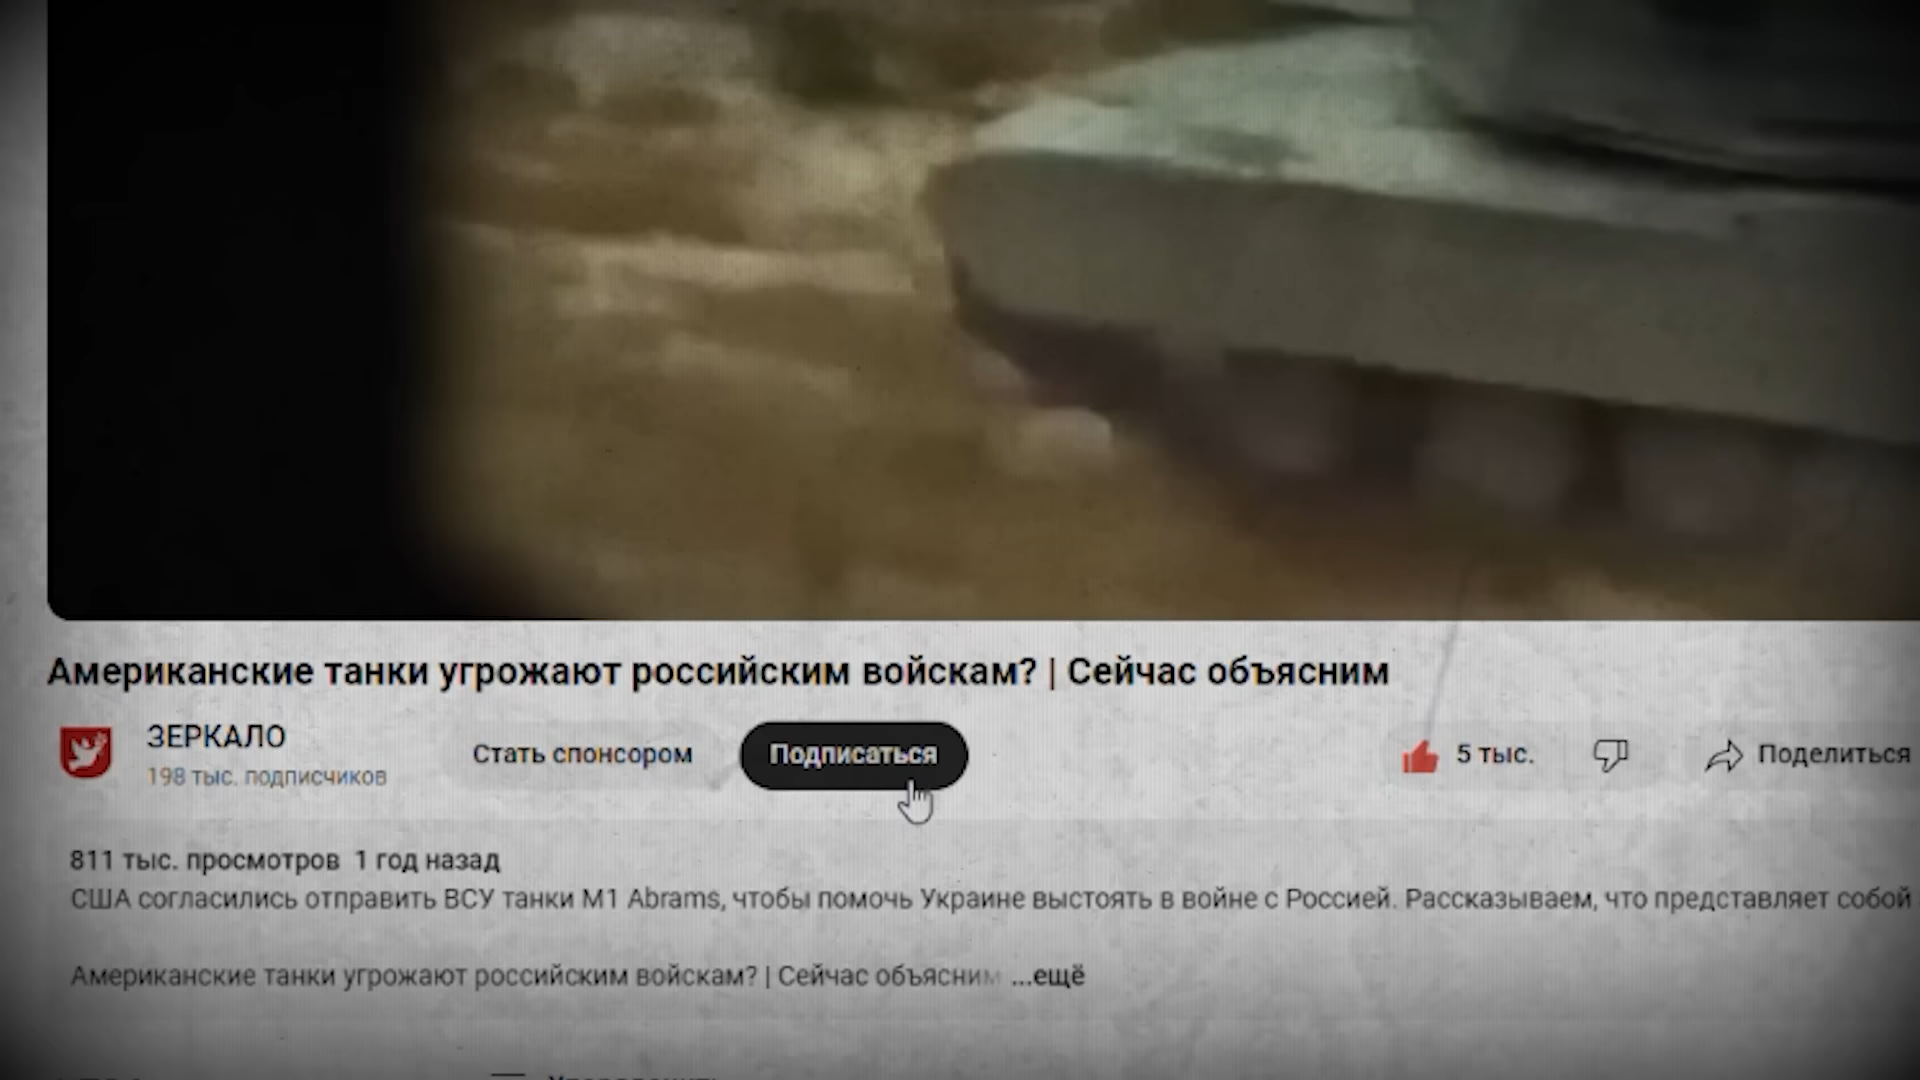 Американские танки угрожают российским войскам? | Сейчас объясним
ЗЕРКАЛО
198 тыс. подписчиков
Стать спонсором
Подписаться
5 тыс.
Поделиться
811 тыс. просмотров 1 год назад
США согласились отправить ВСУ танки M1 Abrams, чтобы помочь Украине выстоять в войне с Россией. Рассказываем, что представляет собой
Американские танки угрожают российским войскам? | Сейчас объясним ...ещё